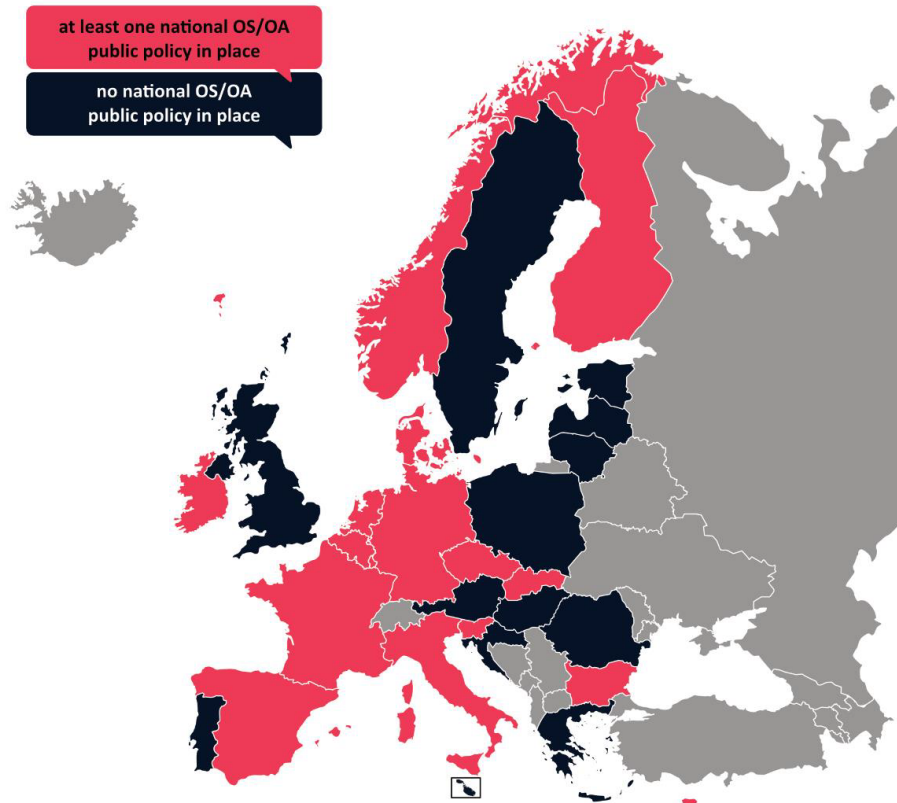 at least one national OS/OA
public policy in place
no national OS/OA
public policy in place